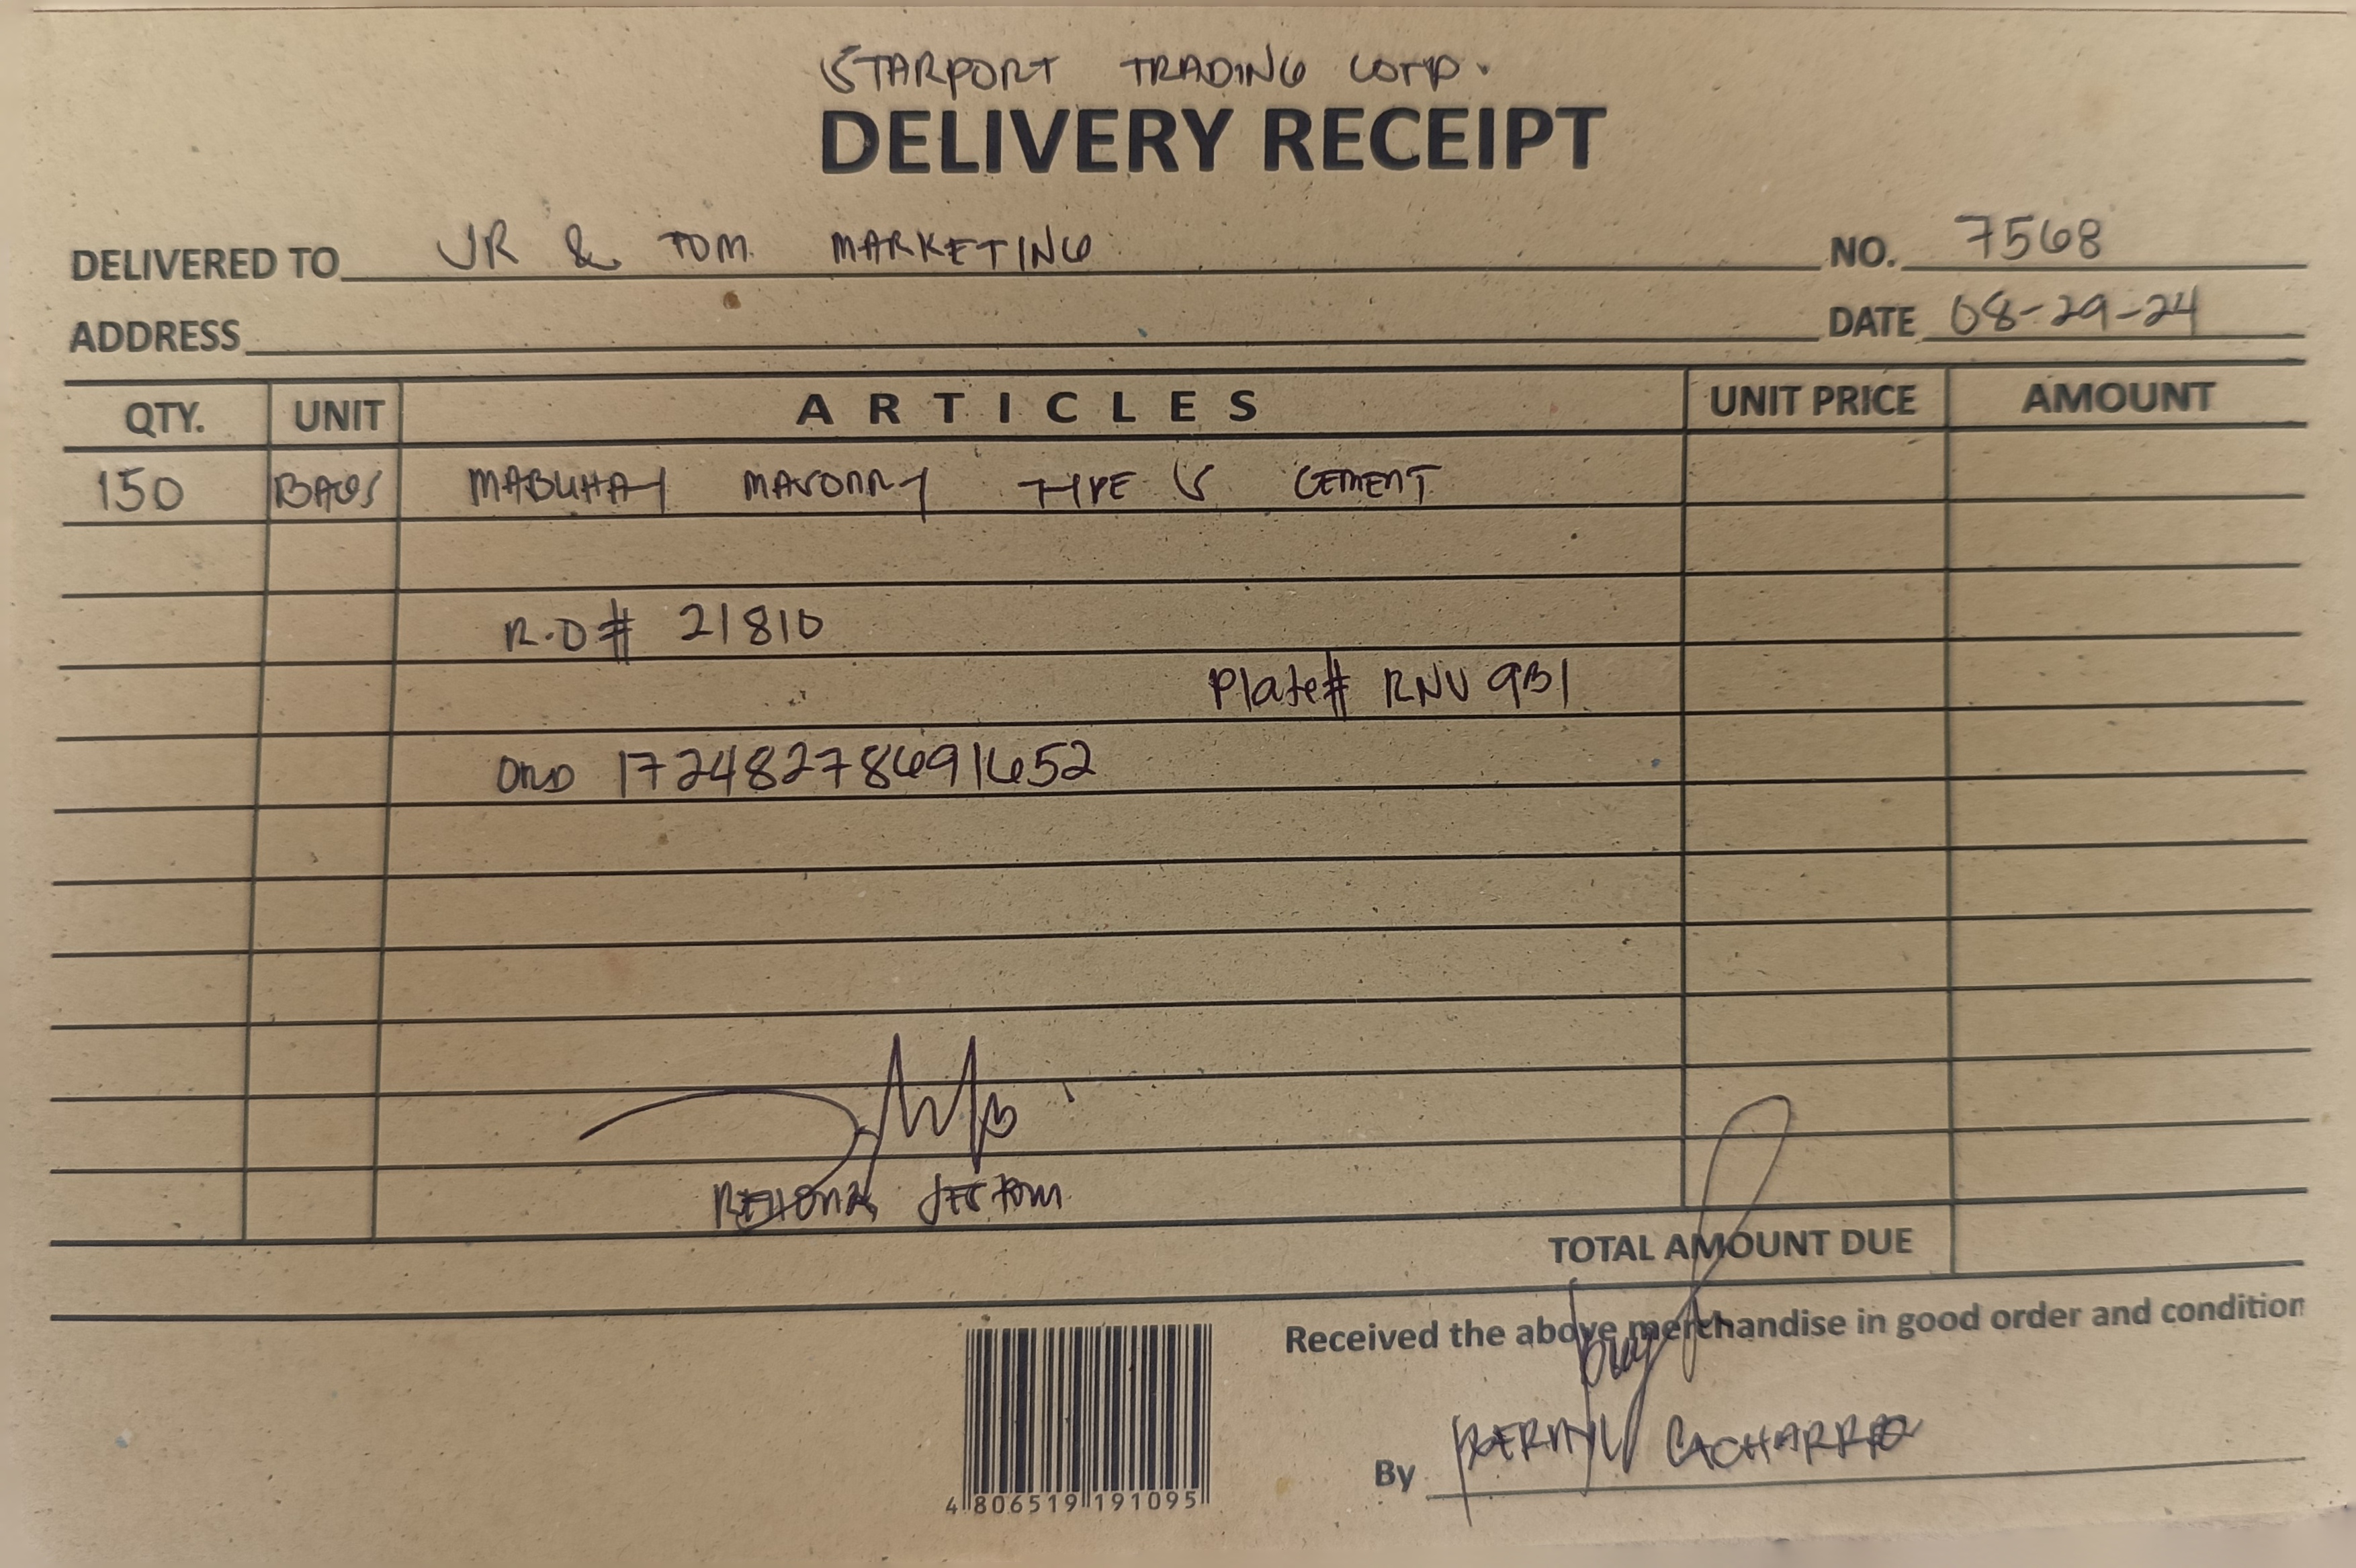 STARPORT TRADING CORP.
DELIVERY RECEIPT
DELIVERED TO JR & TOM MARKETING NO. 7568
ADDRESS DATE 08-29-24
QTY. UNIT ARTICLES UNIT PRICE AMOUNT
150 BAGS MABUHAY MASONRY TYPE S CEMENT
R.O# 21810
Plate# RNV 931
ORD 17248278691652
TOTAL AMOUNT DUE
Received the above merchandise in good order and condition
By
4 806519 191095